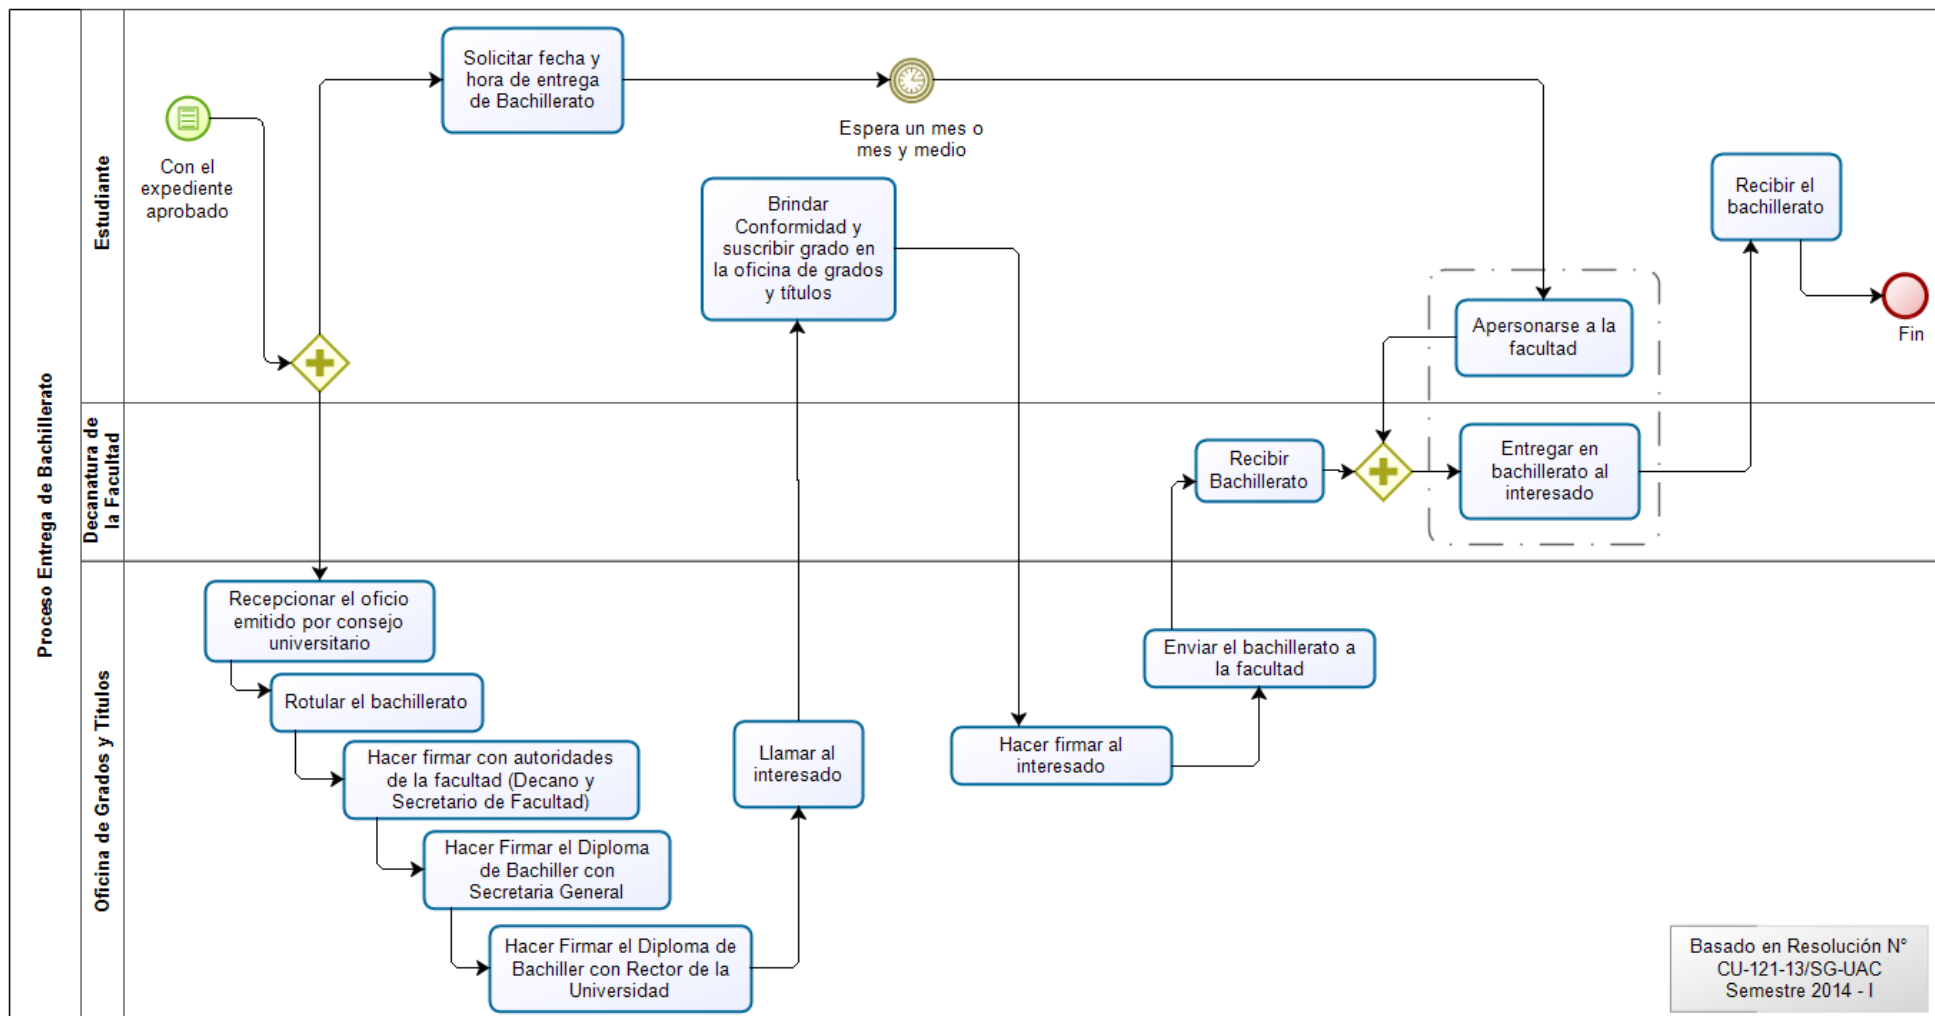 Proceso Entrega de Bachillerato
Estudiante
Con el
expediente
aprobado
Solicitar fecha y
hora de entrega
de Bachillerato
Espera un mes o
mes y medio
Brindar
Conformidad y
suscribir grado en
la oficina de grados
y títulos
Apersonarse a la
facultad
Recibir el
bachillerato
Fin
Decanatura de
la Facultad
Recibir
Bachillerato
Entregar en
bachillerato al
interesado
Oficina de Grados y Titulos
Recepcionar el oficio
emitido por consejo
universitario
Rotular el bachillerato
Hacer firmar con autoridades
de la facultad (Decano y
Secretario de Facultad)
Hacer Firmar el Diploma
de Bachiller con
Secretaria General
Hacer Firmar el Diploma de
Bachiller con Rector de la
Universidad
Llamar al
interesado
Hacer firmar al
interesado
Enviar el bachillerato a
la facultad
Basado en Resolución N°
CU-121-13/SG-UAC
Semestre 2014 - I